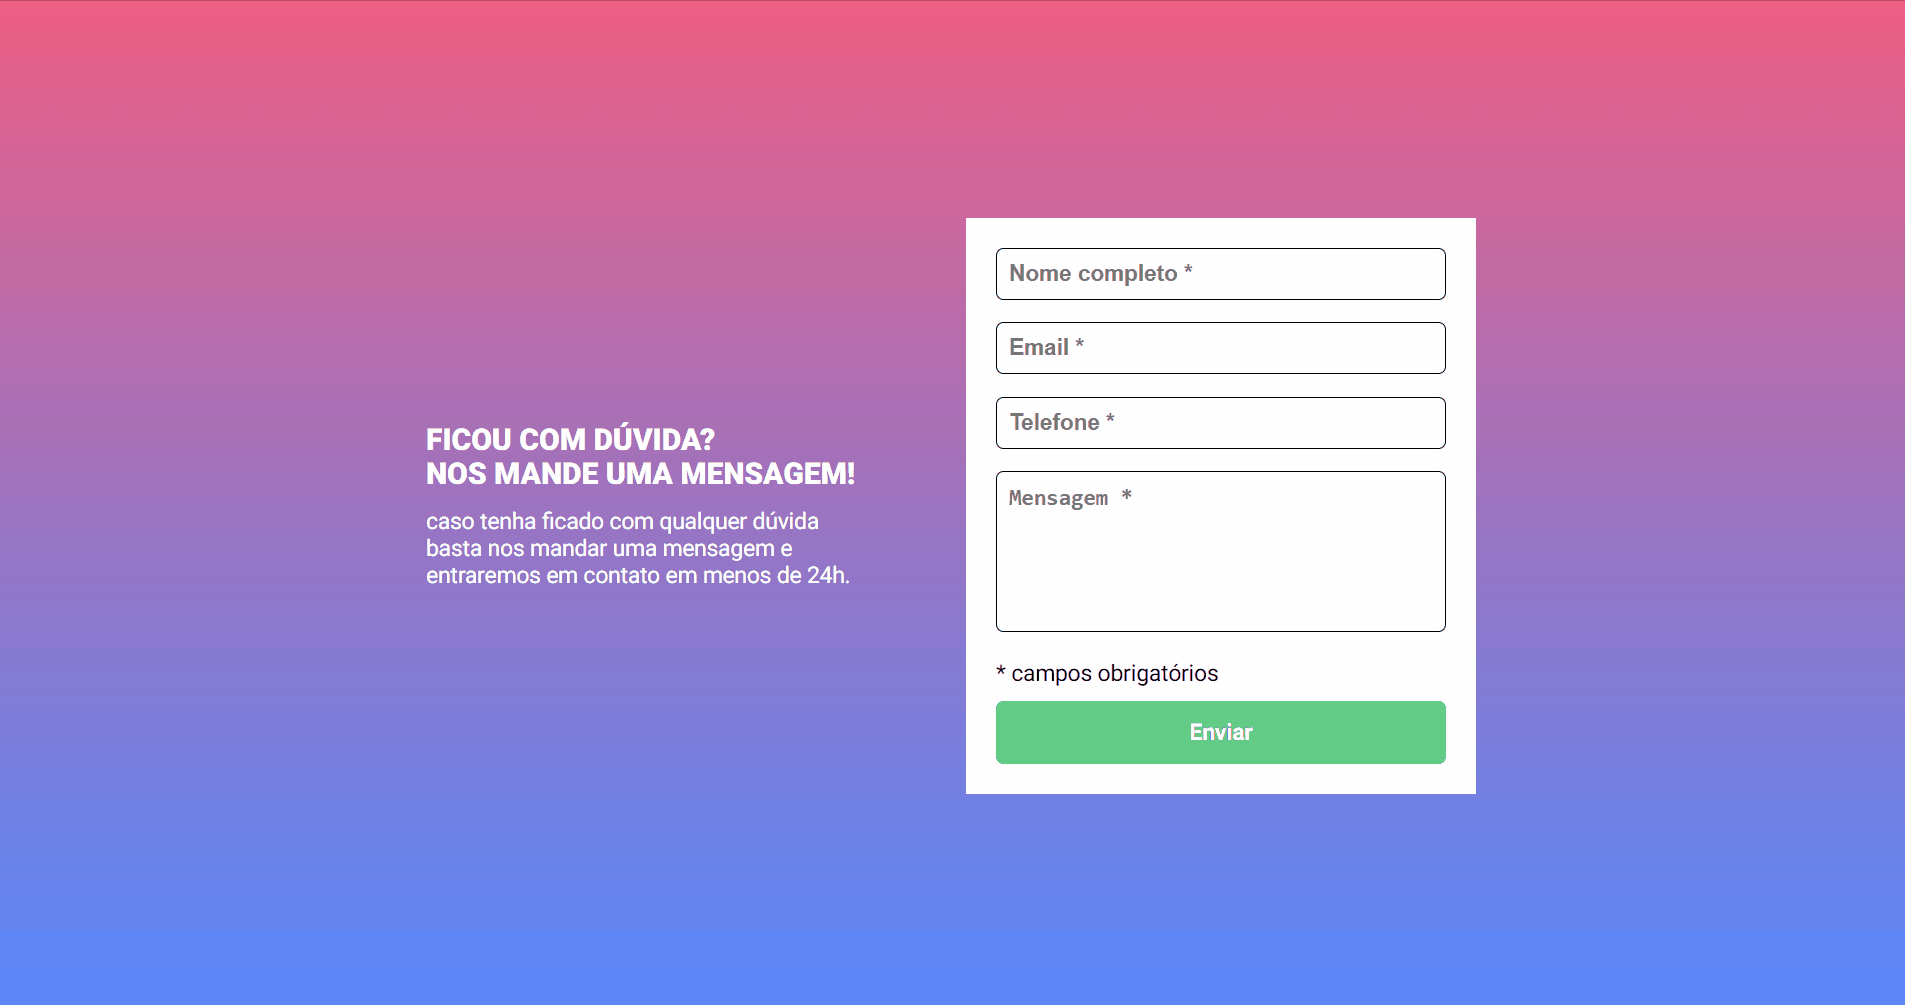 FICOU COM DÚVIDA?
NOS MANDE UMA MENSAGEM!
caso tenha ficado com qualquer dúvida
basta nos mandar uma mensagem e
entraremos em contato em menos de 24h.
Nome completo *
Email *
Telefone *
Mensagem *
* campos obrigatórios
Enviar